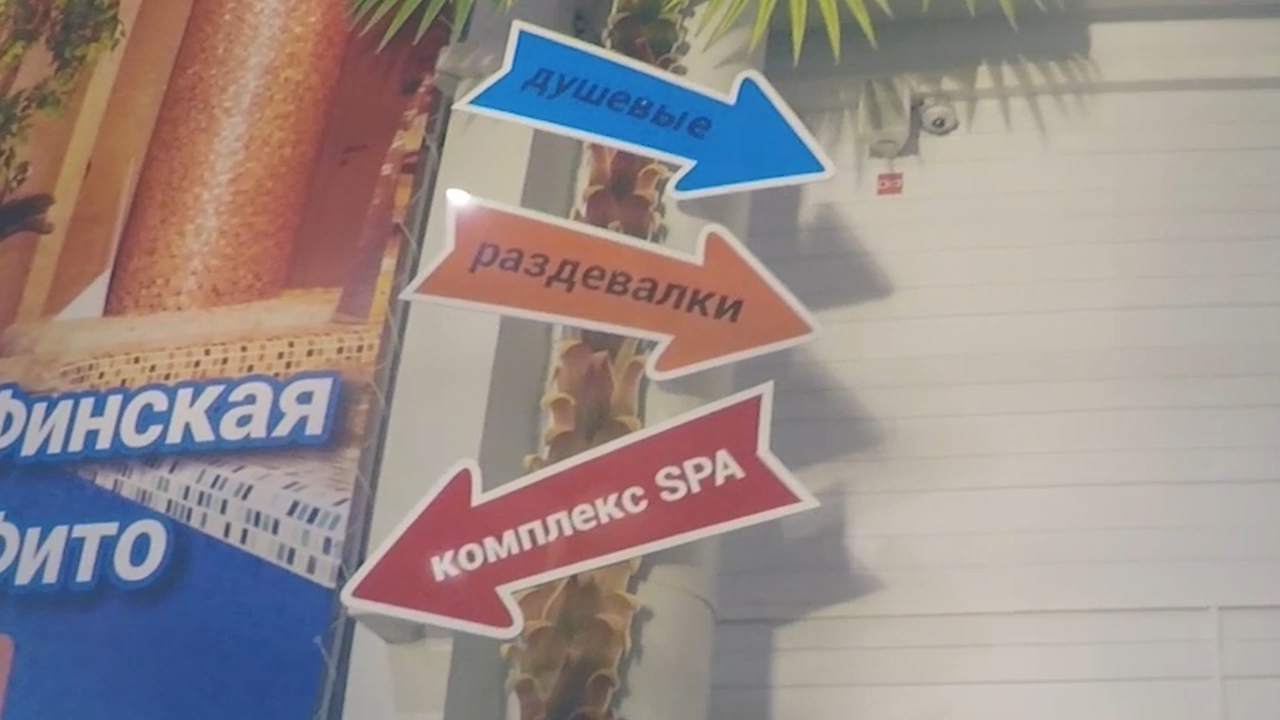 душевые
раздевалки
комплекс SPA
Финская
Фито